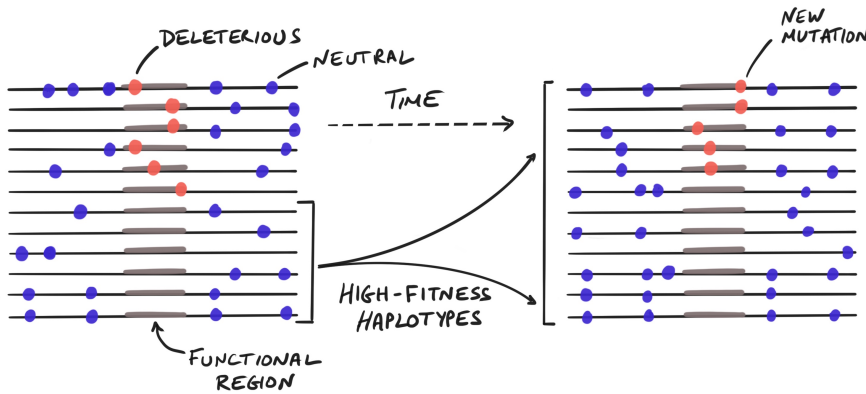 DELETERIOUS
NEUTRAL
TIME
NEW
MUTATION
HIGH-FITNESS
HAPLOTYPES
FUNCTIONAL
REGION